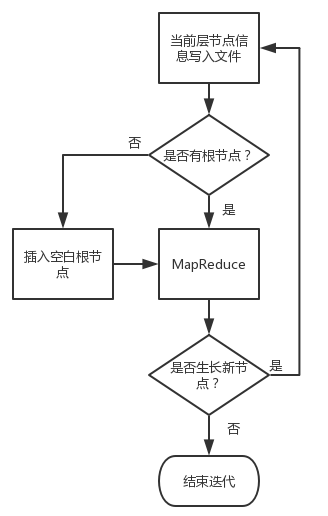 当前层节点信
息写入文件
否
是否有根节点？
是
插入空白根节
点
MapReduce
是否生长新节
点？
是
否
结束迭代